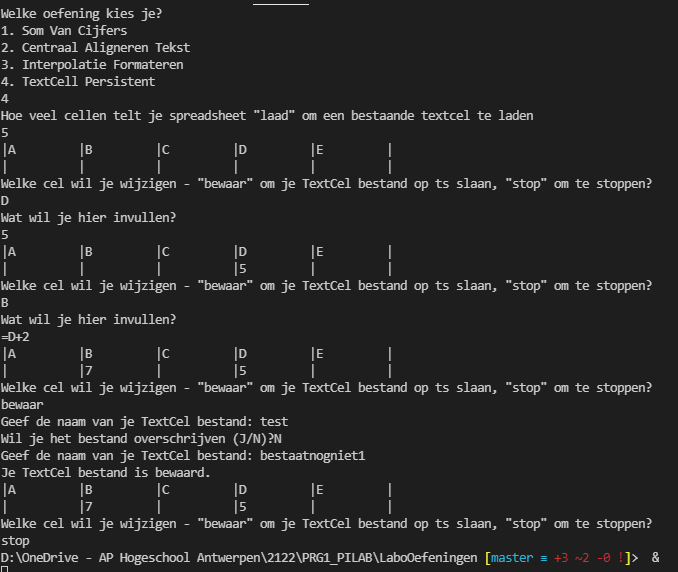 Welke oefening kies je?
1. Som Van Cijfers
2. Centraal Aligneren Tekst
3. Interpolatie Formateren
4. TextCell Persistent
4
Hoe veel cellen telt je spreadsheet "laad" om een bestaande textcel te laden
5
|A        |B        |C        |D        |E        |
|         |         |         |         |         |
Welke cel wil je wijzigen - "bewaar" om je TextCel bestand op ts slaan, "stop" om te stoppen?
D
Wat wil je hier invullen?
5
|A        |B        |C        |D        |E        |
|         |         |         |5        |         |
Welke cel wil je wijzigen - "bewaar" om je TextCel bestand op ts slaan, "stop" om te stoppen?
B
Wat wil je hier invullen?
=D+2
|A        |B        |C        |D        |E        |
|         |7        |         |5        |         |
Welke cel wil je wijzigen - "bewaar" om je TextCel bestand op ts slaan, "stop" om te stoppen?
bewaar
Geef de naam van je TextCel bestand: test
Wil je het bestand overschrijven (J/N)?N
Geef de naam van je TextCel bestand: bestaatnogniet1
Je TextCel bestand is bewaard.
|A        |B        |C        |D        |E        |
|         |7        |         |5        |         |
Welke cel wil je wijzigen - "bewaar" om je TextCel bestand op ts slaan, "stop" om te stoppen?
stop
D:\OneDrive - AP Hogeschool Antwerpen\2122\PRG1_PILAB\LaboOefeningen [master ≡ +3 ~2 -0 !]>  &